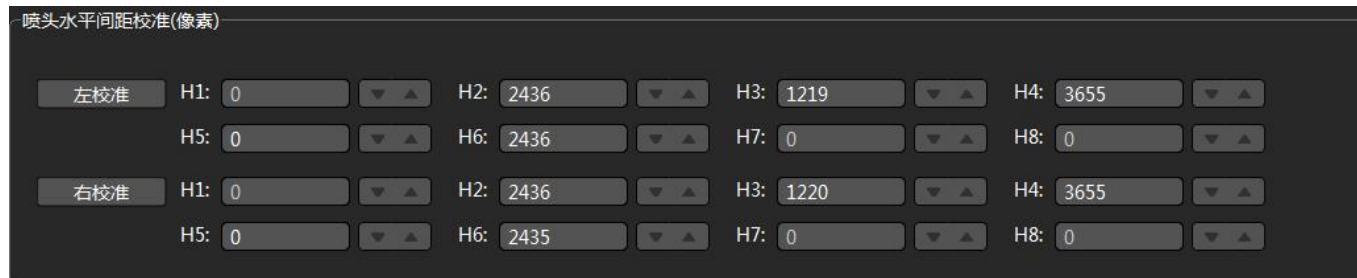 喷头水平间距校准(像素)
左校准 H1: 0 H2: 2436 H3: 1219 H4: 3655
H5: 0 H6: 2436 H7: 0 H8: 0
右校准 H1: 0 H2: 2436 H3: 1220 H4: 3655
H5: 0 H6: 2435 H7: 0 H8: 0